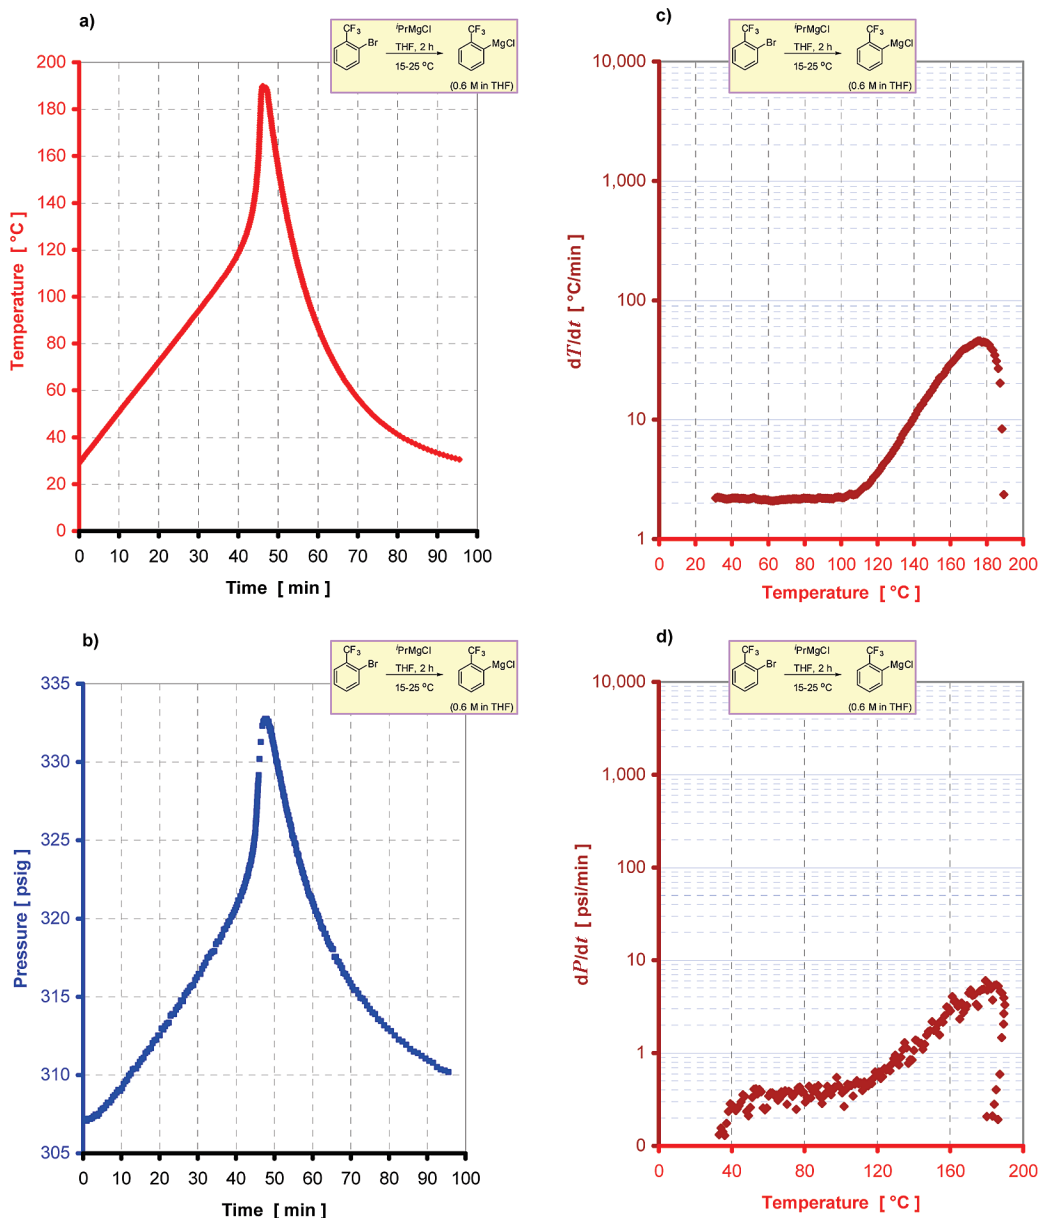 a)
CF3
Br
iPrMgCl
THF, 2 h
15-25 oC
CF3
MgCl
(0.6 M in THF)
200
180
160
140
120
100
80
60
40
20
0
Temperature [ °C ]
0 10 20 30 40 50 60 70 80 90 100
Time [ min ]
c)
CF3
Br
iPrMgCl
THF, 2 h
15-25 oC
CF3
MgCl
(0.6 M in THF)
10,000
1,000
100
10
1
dT/dt [ °C/min ]
0 20 40 60 80 100 120 140 160 180 200
Temperature [ °C ]
b)
CF3
Br
iPrMgCl
THF, 2 h
15-25 oC
CF3
MgCl
(0.6 M in THF)
335
330
325
320
315
310
305
Pressure [ psig ]
0 10 20 30 40 50 60 70 80 90 100
Time [ min ]
d)
CF3
Br
iPrMgCl
THF, 2 h
15-25 oC
CF3
MgCl
(0.6 M in THF)
10,000
1,000
100
10
1
0
dP/dt [ psi/min ]
0 40 80 120 160 200
Temperature [ °C ]